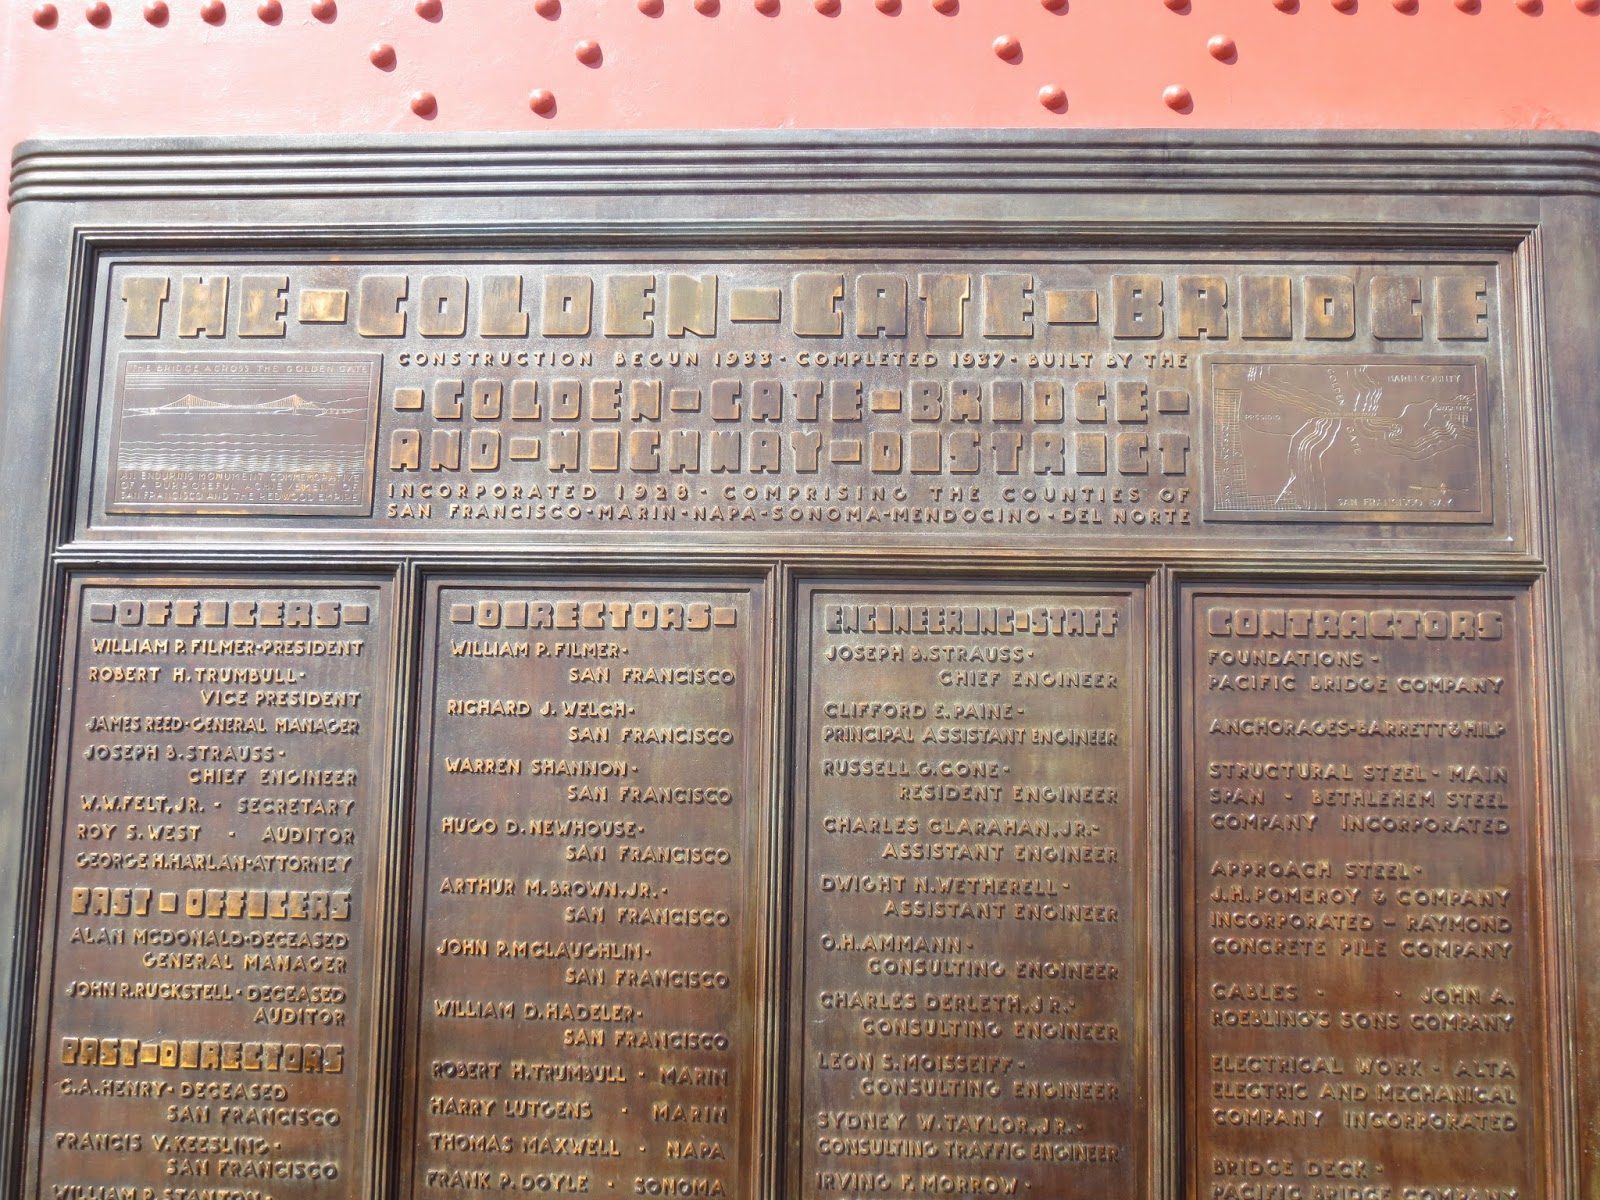 THE-GOLDEN-GATE-BRIDGE
THE BRIDGE ACROSS THE GOLDEN GATE
AN ENDURING MONUMENT COMMEMORATIVE
OF A PURPOSEFUL ACHIEVEMENT OF
SAN FRANCISCO AND THE REDWOOD EMPIRE
CONSTRUCTION BEGUN 1933 · COMPLETED 1937 · BUILT BY THE
-GOLDEN-GATE-BRIDGE-
AND-HIGHWAY-DISTRICT
INCORPORATED 1928 · COMPRISING THE COUNTIES OF
SAN FRANCISCO-MARIN-NAPA-SONOMA-MENDOCINO-DEL NORTE
MARIN COUNTY
GOLDEN
GATE
PRESIDIO
SAN FRANCISCO BAY
-OFFICERS-
WILLIAM P. FILMER-PRESIDENT
ROBERT H. TRUMBULL-
VICE PRESIDENT
JAMES REED-GENERAL MANAGER
JOSEPH B. STRAUSS-
CHIEF ENGINEER
W.W. FELT, JR. - SECRETARY
ROY S. WEST - AUDITOR
GEORGE H. HARLAN-ATTORNEY
PAST-OFFICERS
ALAN MCDONALD-DECEASED
GENERAL MANAGER
JOHN R. RUCKSTELL-DECEASED
AUDITOR
PAST-DIRECTORS
C.A. HENRY-DECEASED
SAN FRANCISCO
FRANCIS V. KEESLING-
SAN FRANCISCO
WILLIAM P. STANTON-
-DIRECTORS-
WILLIAM P. FILMER-
SAN FRANCISCO
RICHARD J. WELCH-
SAN FRANCISCO
WARREN SHANNON-
SAN FRANCISCO
HUGO D. NEWHOUSE-
SAN FRANCISCO
ARTHUR M. BROWN, JR.-
SAN FRANCISCO
JOHN P. MCLAUGHLIN-
SAN FRANCISCO
WILLIAM D. HADELER-
SAN FRANCISCO
ROBERT H. TRUMBULL - MARIN
HARRY LUTGENS - MARIN
THOMAS MAXWELL - NAPA
FRANK P. DOYLE - SONOMA
ENGINEERING-STAFF
JOSEPH B. STRAUSS-
CHIEF ENGINEER
CLIFFORD E. PAINE-
PRINCIPAL ASSISTANT ENGINEER
RUSSELL G. CONE-
RESIDENT ENGINEER
CHARLES CLARAHAN, JR.-
ASSISTANT ENGINEER
DWIGHT N. WETHERELL-
ASSISTANT ENGINEER
O.H. AMMANN-
CONSULTING ENGINEER
CHARLES DERLETH, JR.-
CONSULTING ENGINEER
LEON S. MOISSEIFF-
CONSULTING ENGINEER
SYDNEY W. TAYLOR, JR.-
CONSULTING TRAFFIC ENGINEER
IRVING F. MORROW-
CONTRACTORS
FOUNDATIONS-
PACIFIC BRIDGE COMPANY
ANCHORAGES-BARRETT & HILP
STRUCTURAL STEEL - MAIN
SPAN - BETHLEHEM STEEL
COMPANY INCORPORATED
APPROACH STEEL-
J.H. POMEROY & COMPANY
INCORPORATED - RAYMOND
CONCRETE PILE COMPANY
CABLES - - JOHN A.
ROEBLING'S SONS COMPANY
ELECTRICAL WORK - ALTA
ELECTRIC AND MECHANICAL
COMPANY INCORPORATED
BRIDGE DECK-
PACIFIC BRIDGE COMPANY